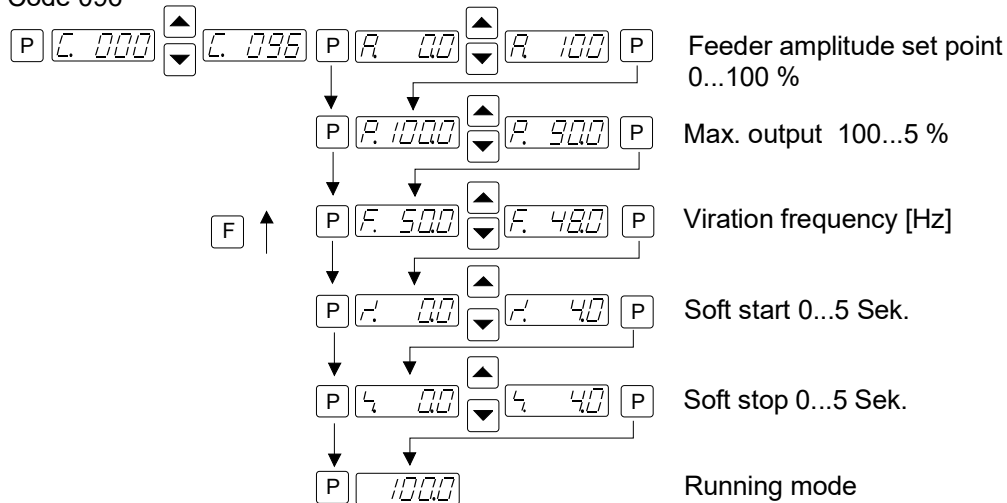 Code 096
P C. 000 C. 096 P A. 0.0 A. 100 P Feeder amplitude set point
0...100 %
P P. 100.0 P. 90.0 P Max. output 100...5 %
F P F. 50.0 F. 48.0 P Viration frequency [Hz]
P 0.0 4.0 P Soft start 0...5 Sek.
P 0.0 4.0 P Soft stop 0...5 Sek.
P 100.0 Running mode